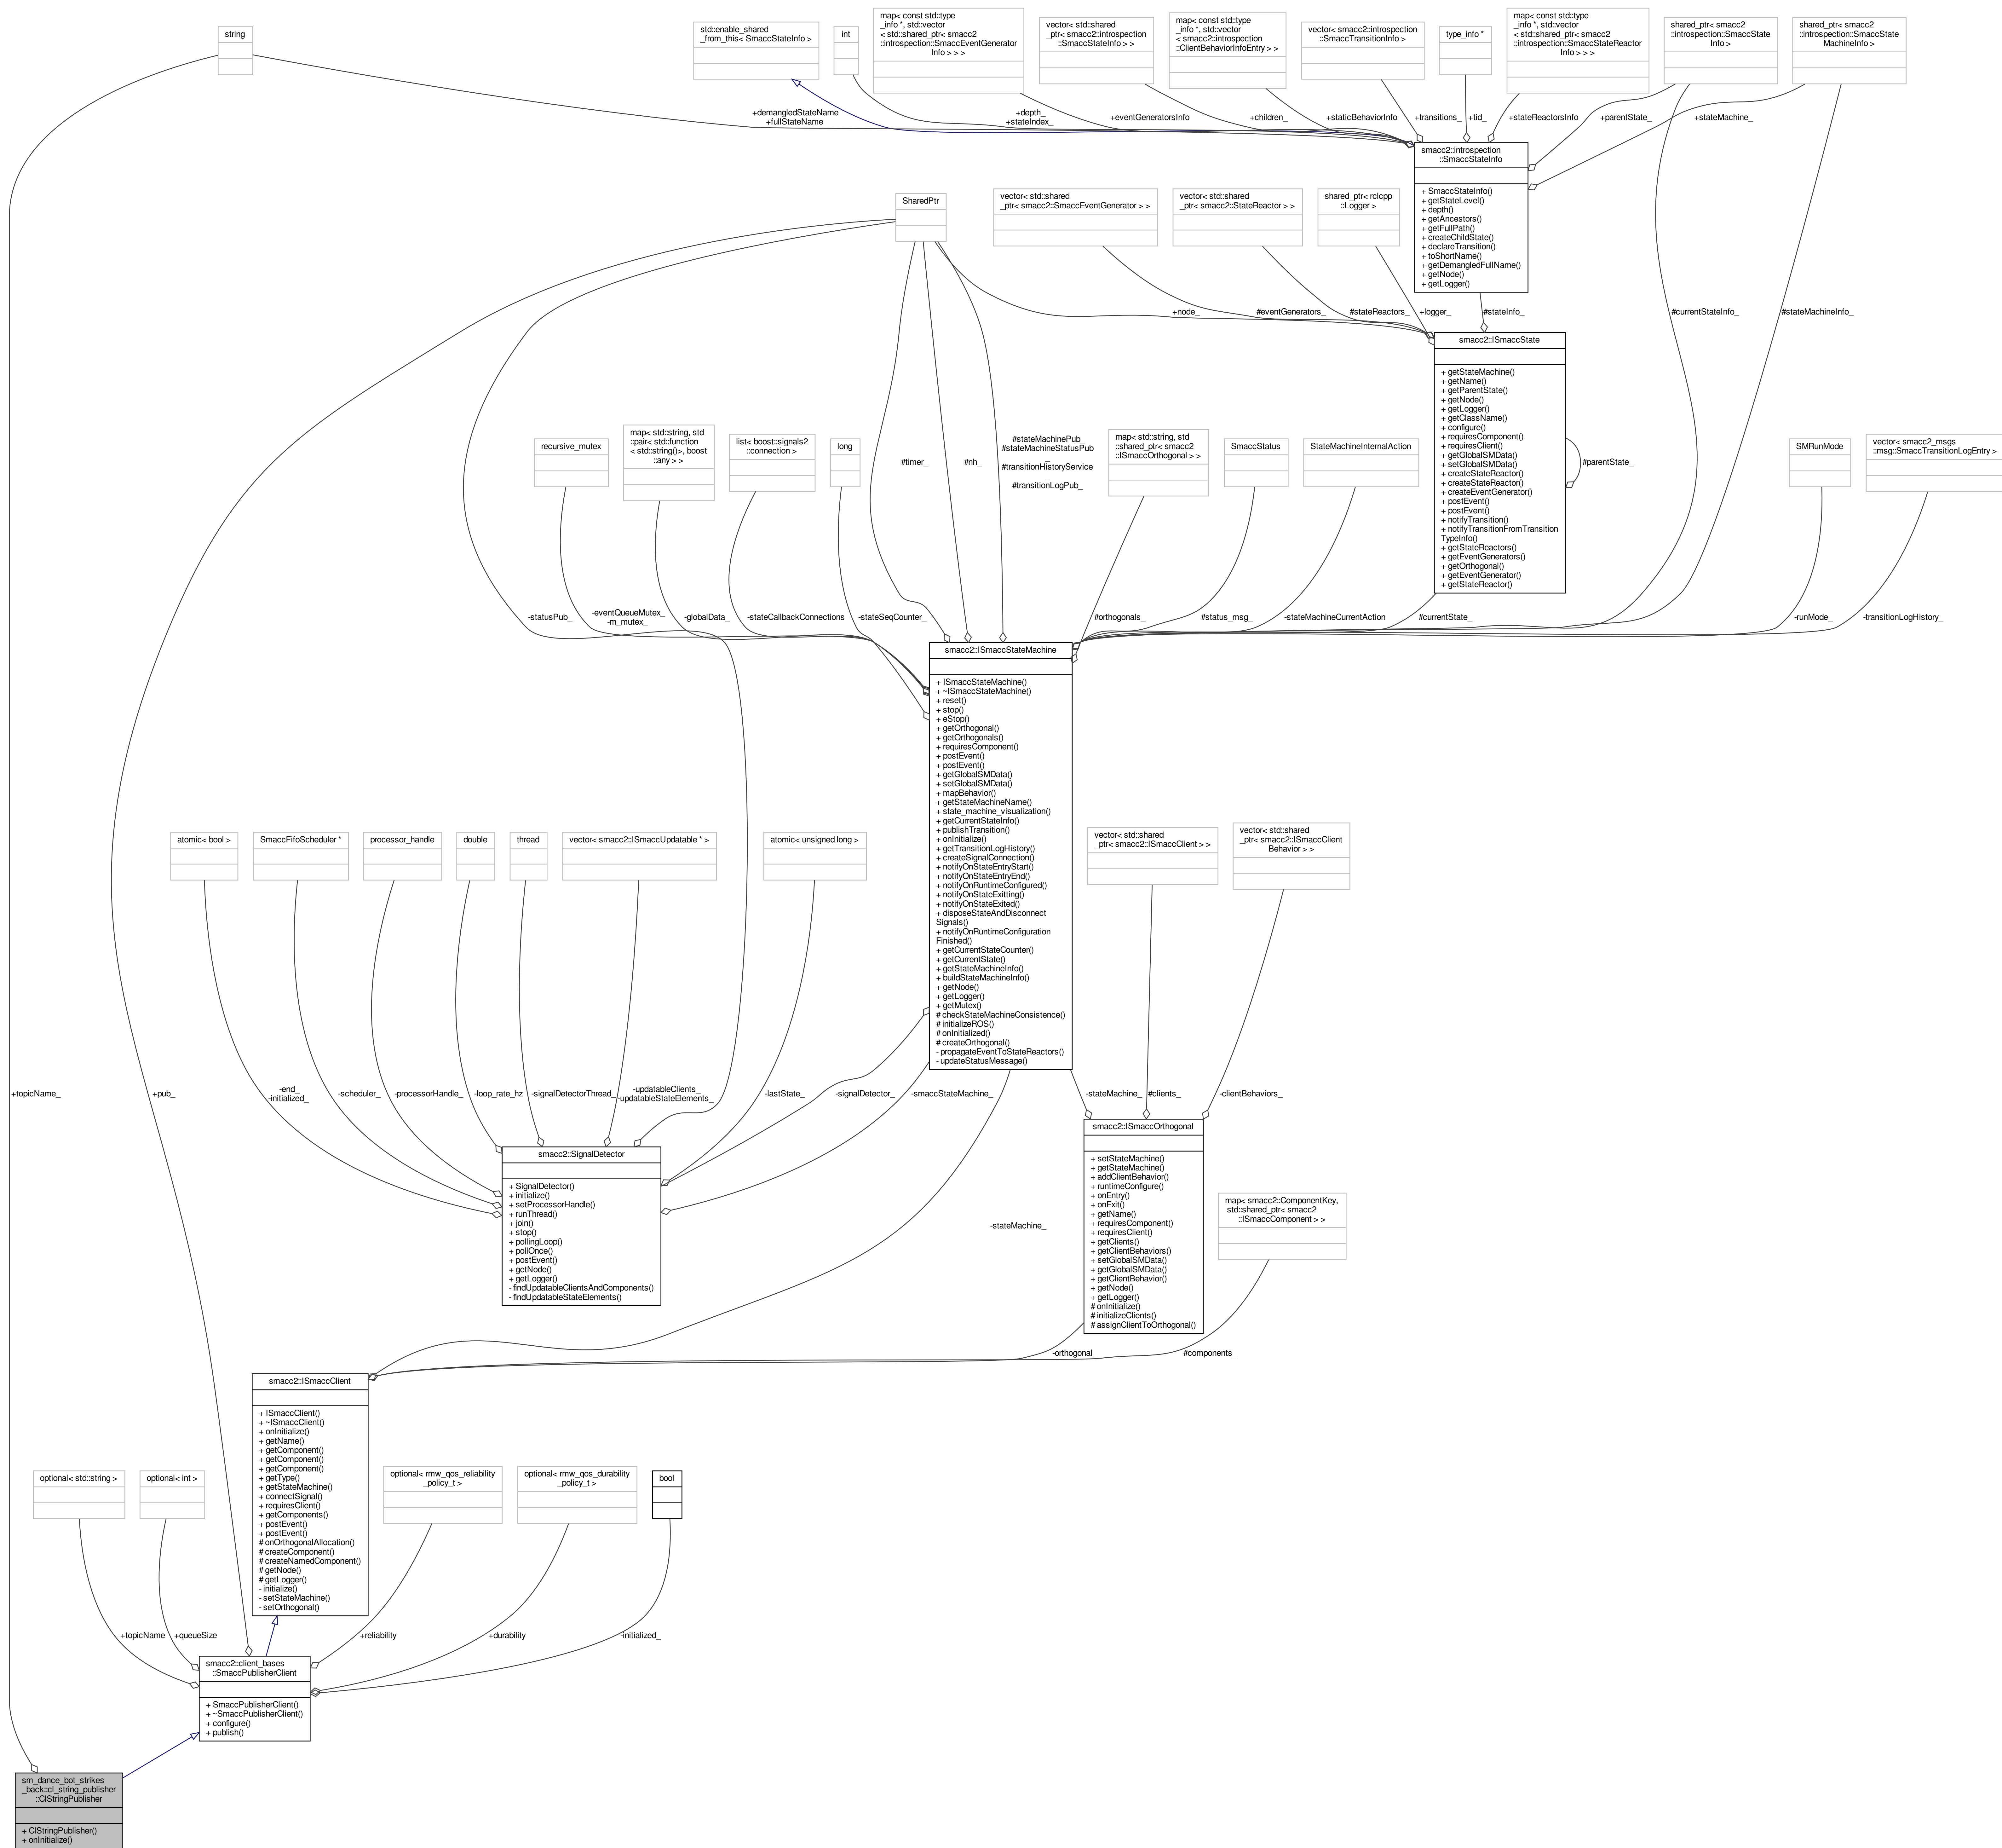 string
std::enable_shared
_from_this< SmaccStateInfo >
int
map< const std::type
_info *, std::vector
< std::shared_ptr< smacc2
::introspection::SmaccEventGenerator
Info > > >
vector< std::shared
_ptr< smacc2::introspection
::SmaccStateInfo > >
map< const std::type
_info *, std::vector
< smacc2::introspection
::ClientBehaviorInfoEntry > >
vector< smacc2::introspection
::SmaccTransitionInfo >
type_info *
map< const std::type
_info *, std::vector
< std::shared_ptr< smacc2
::introspection::SmaccStateReactor
Info > > >
shared_ptr< smacc2
::introspection::SmaccState
Info >
shared_ptr< smacc2
::introspection::SmaccState
MachineInfo >
+demangledStateName
+fullStateName
+depth_
+stateIndex_
+eventGeneratorsInfo
+children_
+staticBehaviorInfo
+transitions_
+tid_
+stateReactorsInfo
+parentState_
+stateMachine_
smacc2::introspection
::SmaccStateInfo
+ SmaccStateInfo()
+ getStateLevel()
+ depth()
+ getAncestors()
+ getFullPath()
+ createChildState()
+ declareTransition()
+ toShortName()
+ getDemangledFullName()
+ getNode()
+ getLogger()
SharedPtr
vector< std::shared
_ptr< smacc2::SmaccEventGenerator > >
vector< std::shared
_ptr< smacc2::StateReactor > >
shared_ptr< rclcpp
::Logger >
+node_
#eventGenerators_
#stateReactors_
+logger_
#stateInfo_
#currentStateInfo_
#stateMachineInfo_
smacc2::ISmaccState
+ getStateMachine()
+ getName()
+ getParentState()
+ getNode()
+ getLogger()
+ getClassName()
+ configure()
+ requiresComponent()
+ requiresClient()
+ getGlobalSMData()
+ setGlobalSMData()
+ createStateReactor()
+ createStateReactor()
+ createEventGenerator()
+ postEvent()
+ postEvent()
+ notifyTransition()
+ notifyTransitionFromTransition
TypeInfo()
+ getStateReactors()
+ getEventGenerators()
+ getOrthogonal()
+ getEventGenerator()
+ getStateReactor()
#parentState_
recursive_mutex
map< std::string, std
::pair< std::function
< std::string()>, boost
::any > >
list< boost::signals2
::connection >
long
#timer_
#nh_
#stateMachinePub_
#stateMachineStatusPub
_
#transitionHistoryService
_
#transitionLogPub_
map< std::string, std
::shared_ptr< smacc2
::ISmaccOrthogonal > >
SmaccStatus
StateMachineInternalAction
SMRunMode
vector< smacc2_msgs
::msg::SmaccTransitionLogEntry >
-statusPub_
-eventQueueMutex_
-m_mutex_
-globalData_
-stateCallbackConnections
-stateSeqCounter_
#orthogonals_
#status_msg_
-stateMachineCurrentAction
#currentState_
-runMode_
-transitionLogHistory_
smacc2::ISmaccStateMachine
+ ISmaccStateMachine()
+ ~ISmaccStateMachine()
+ reset()
+ stop()
+ eStop()
+ getOrthogonal()
+ getOrthogonals()
+ requiresComponent()
+ postEvent()
+ postEvent()
+ getGlobalSMData()
+ setGlobalSMData()
+ mapBehavior()
+ getStateMachineName()
+ state_machine_visualization()
+ getCurrentStateInfo()
+ publishTransition()
+ onInitialize()
+ getTransitionLogHistory()
+ createSignalConnection()
+ notifyOnStateEntryStart()
+ notifyOnStateEntryEnd()
+ notifyOnRuntimeConfigured()
+ notifyOnStateExitting()
+ notifyOnStateExited()
+ disposeStateAndDisconnect
Signals()
+ notifyOnRuntimeConfiguration
Finished()
+ getCurrentStateCounter()
+ getCurrentState()
+ getStateMachineInfo()
+ buildStateMachineInfo()
+ getNode()
+ getLogger()
+ getMutex()
# checkStateMachineConsistence()
# initializeROS()
# onInitialized()
# createOrthogonal()
- propagateEventToStateReactors()
- updateStatusMessage()
atomic< bool >
SmaccFifoScheduler *
processor_handle
double
thread
vector< smacc2::ISmaccUpdatable * >
atomic< unsigned long >
vector< std::shared
_ptr< smacc2::ISmaccClient > >
vector< std::shared
_ptr< smacc2::ISmaccClient
Behavior > >
+topicName_
+pub_
-end_
-initialized_
-scheduler_
-processorHandle_
-loop_rate_hz
-signalDetectorThread_
-updatableClients_
-updatableStateElements_
-lastState_
-signalDetector_
-smaccStateMachine_
-stateMachine_
#clients_
-clientBehaviors_
smacc2::SignalDetector
+ SignalDetector()
+ initialize()
+ setProcessorHandle()
+ runThread()
+ join()
+ stop()
+ pollingLoop()
+ pollOnce()
+ postEvent()
+ getNode()
+ getLogger()
- findUpdatableClientsAndComponents()
- findUpdatableStateElements()
smacc2::ISmaccOrthogonal
+ setStateMachine()
+ getStateMachine()
+ addClientBehavior()
+ runtimeConfigure()
+ onEntry()
+ onExit()
+ getName()
+ requiresComponent()
+ requiresClient()
+ getClients()
+ getClientBehaviors()
+ setGlobalSMData()
+ getGlobalSMData()
+ getClientBehavior()
+ getNode()
+ getLogger()
# onInitialize()
# initializeClients()
# assignClientToOrthogonal()
map< smacc2::ComponentKey,
std::shared_ptr< smacc2
::ISmaccComponent > >
-stateMachine_
-orthogonal_
#components_
smacc2::ISmaccClient
+ ISmaccClient()
+ ~ISmaccClient()
+ onInitialize()
+ getName()
+ getComponent()
+ getComponent()
+ getComponent()
+ getType()
+ getStateMachine()
+ connectSignal()
+ requiresClient()
+ getComponents()
+ postEvent()
+ postEvent()
# onOrthogonalAllocation()
# createComponent()
# createNamedComponent()
# getNode()
# getLogger()
- initialize()
- setStateMachine()
- setOrthogonal()
optional< std::string >
optional< int >
optional< rmw_qos_reliability
_policy_t >
optional< rmw_qos_durability
_policy_t >
bool
+topicName
+queueSize
+reliability
+durability
-initialized_
smacc2::client_bases
::SmaccPublisherClient
+ SmaccPublisherClient()
+ ~SmaccPublisherClient()
+ configure()
+ publish()
sm_dance_bot_strikes
_back::cl_string_publisher
::ClStringPublisher
+ ClStringPublisher()
+ onInitialize()